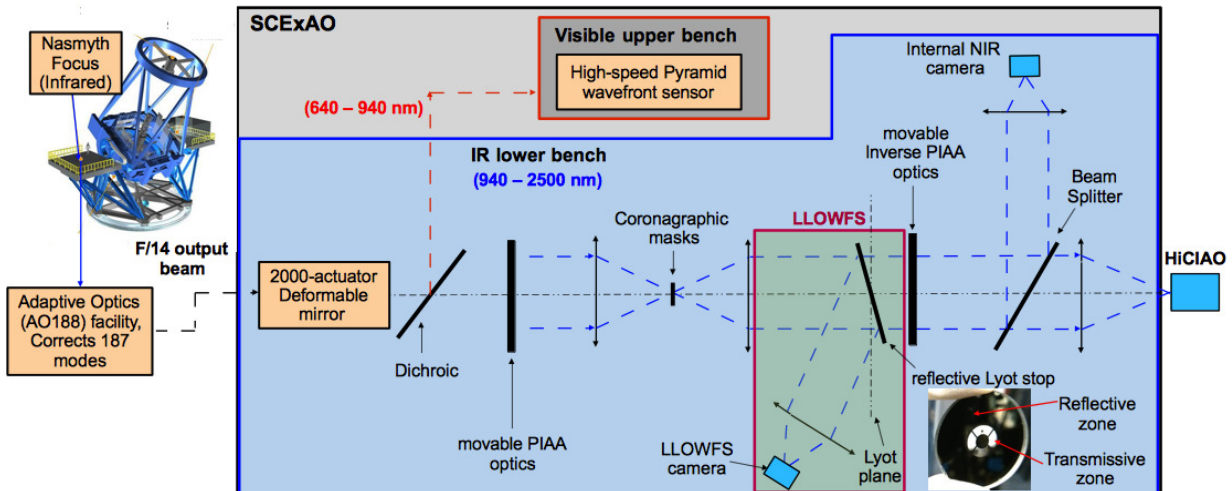 SCExAO
Nasmyth
Focus
(Infrared)
Visible upper bench
High-speed Pyramid
wavefront sensor
(640 – 940 nm)
Internal NIR
camera
IR lower bench
(940 – 2500 nm)
movable
Inverse PIAA
optics
Beam
Splitter
Coronagraphic
masks
LLOWFS
F/14 output
beam
HiCIAO
2000-actuator
Deformable
mirror
Adaptive Optics
(AO188) facility,
Corrects 187
modes
Dichroic
reflective Lyot stop
Reflective
zone
movable PIAA
optics
LLOWFS
camera
Lyot
plane
Transmissive
zone